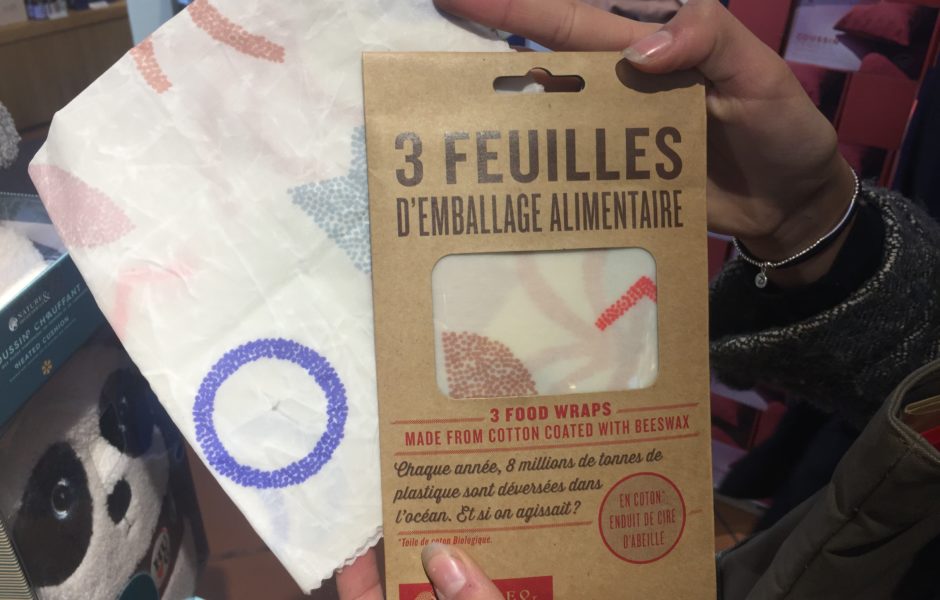 3 FEUILLES
D'EMBALLAGE ALIMENTAIRE
3 FOOD WRAPS
MADE FROM COTTON COATED WITH BEESWAX
Chaque année, 8 millions de tonnes de
plastique sont déversées dans
l'océan. Et si on agissait ?
*Toile de coton Biologique.
EN COTON*,
ENDUIT DE CIRE
D'ABEILLE
NATURE &
OUSSIN CHAUFFANT
HEATED CUSHION
COUSSIN